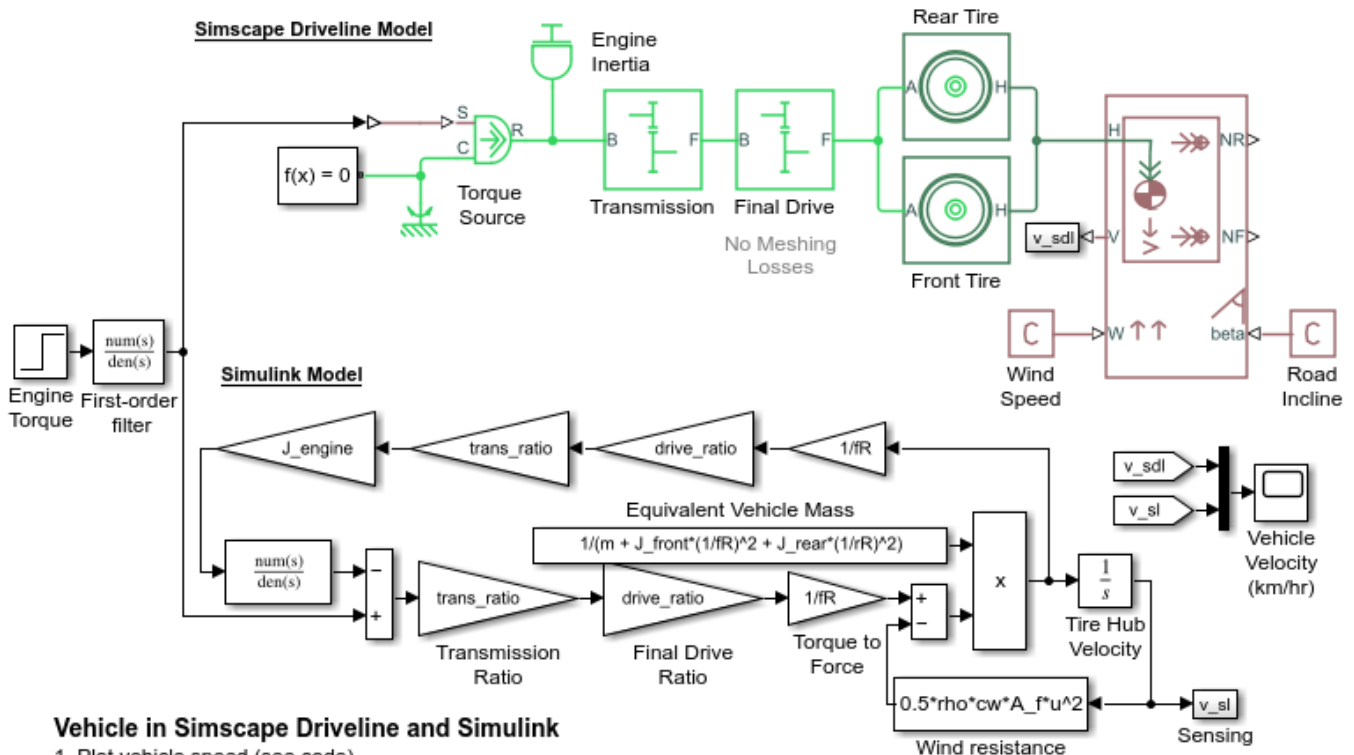 Simscape Driveline Model
Engine
Inertia
Rear Tire
S
C
R
f(x) = 0
Torque
Source
B
F
Transmission
B
F
Final Drive
No Meshing
Losses
A
H
A
H
Front Tire
H
NR
v_sdl
V
NF
C
Wind
Speed
W
beta
C
Road
Incline
Engine
Torque
num(s)
den(s)
First-order
filter
Simulink Model
J_engine
trans_ratio
drive_ratio
1/fR
v_sdl
v_sl
Vehicle
Velocity
(km/hr)
Equivalent Vehicle Mass
1/(m + J_front*(1/fR)^2 + J_rear*(1/rR)^2)
num(s)
den(s)
−
+
trans_ratio
Transmission
Ratio
drive_ratio
Final Drive
Ratio
1/fR
Torque to
Force
+
−
x
1
s
Tire Hub
Velocity
0.5*rho*cw*A_f*u^2
Wind resistance
v_sl
Sensing
Vehicle in Simscape Driveline and Simulink